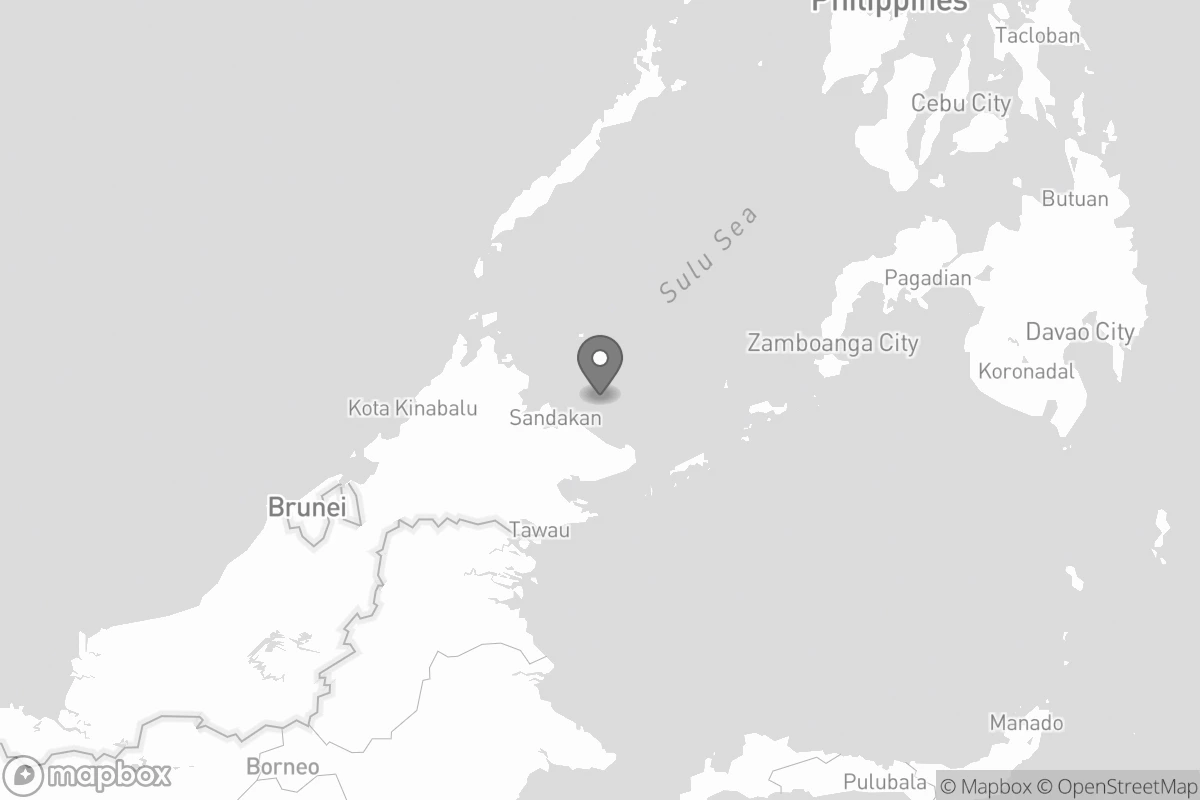 Philippines
Tacloban
Cebu City
Butuan
Sulu Sea
Pagadian
Davao City
Zamboanga City
Koronadal
Kota Kinabalu
Sandakan
Brunei
Tawau
Manado
Borneo
Pulubala
mapbox
© Mapbox © OpenStreetMap